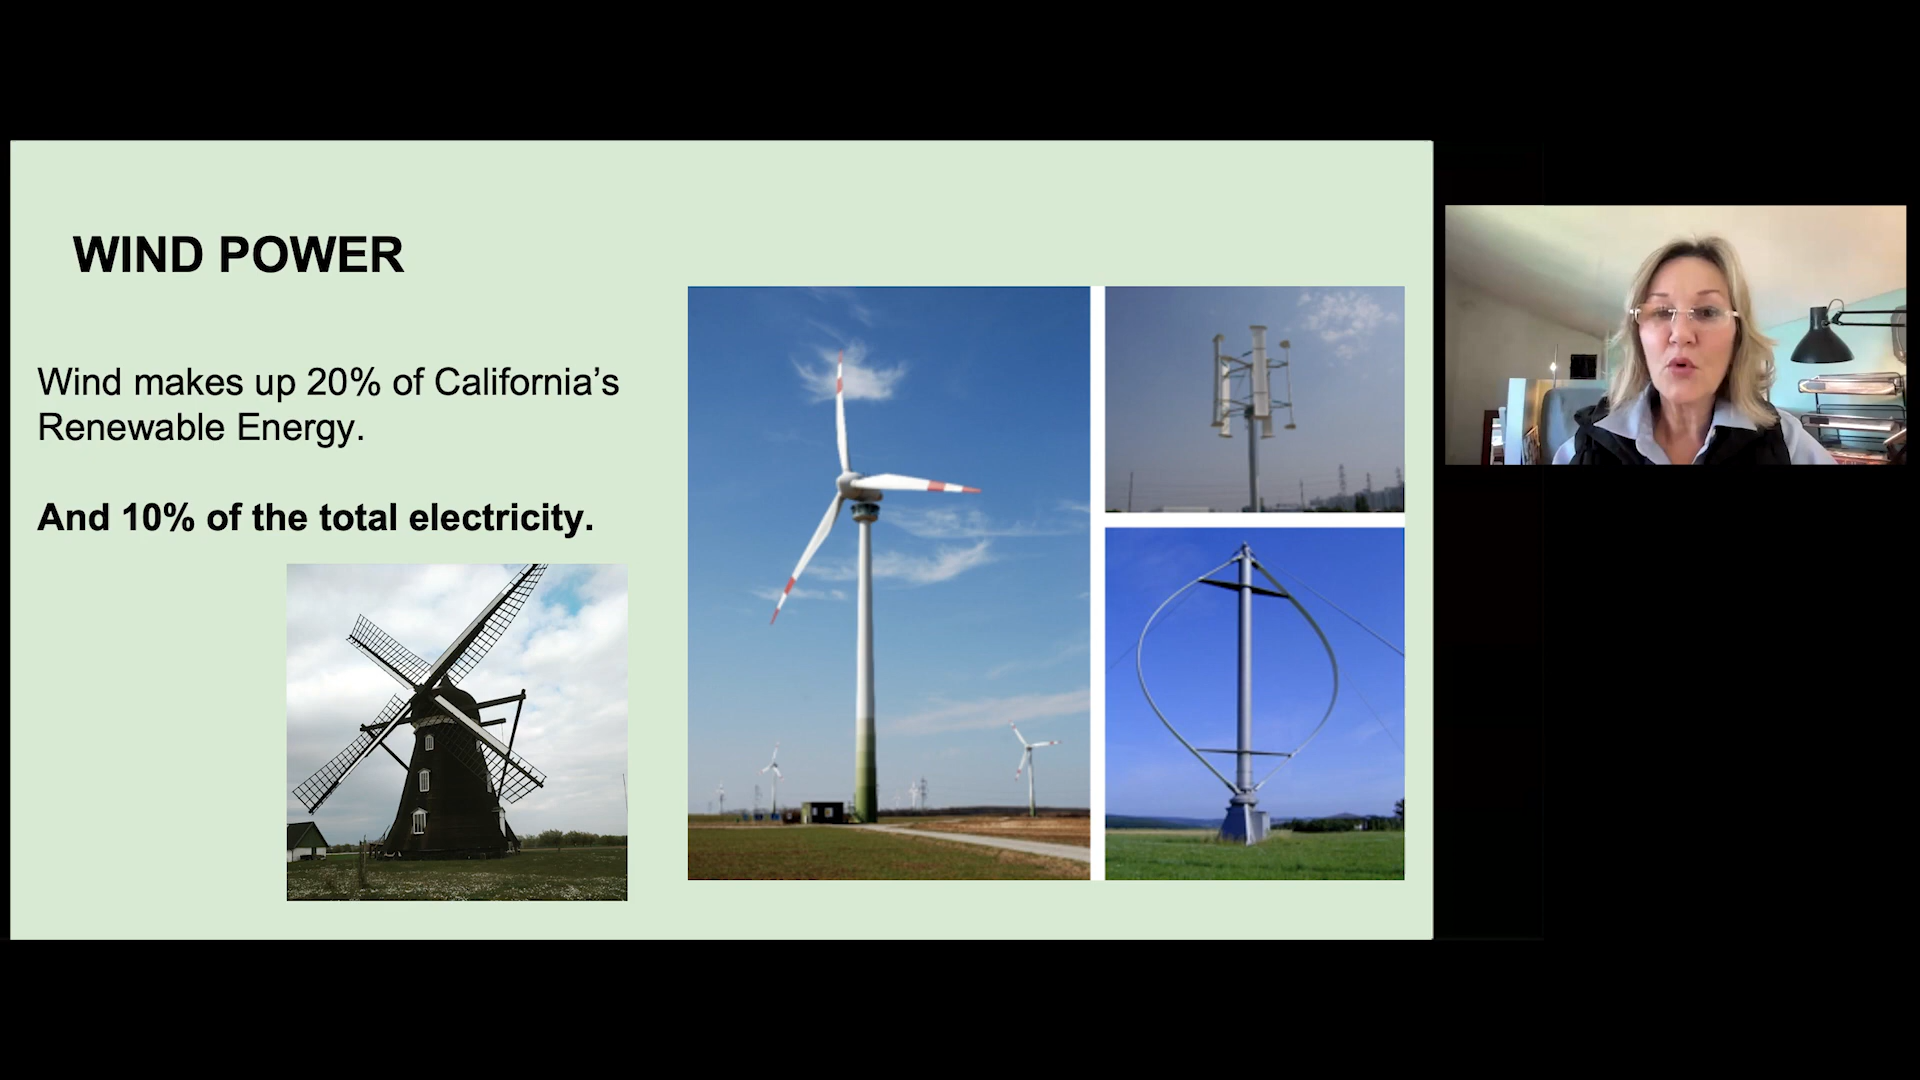 WIND POWER
Wind makes up 20% of California’s
Renewable Energy.
And 10% of the total electricity.